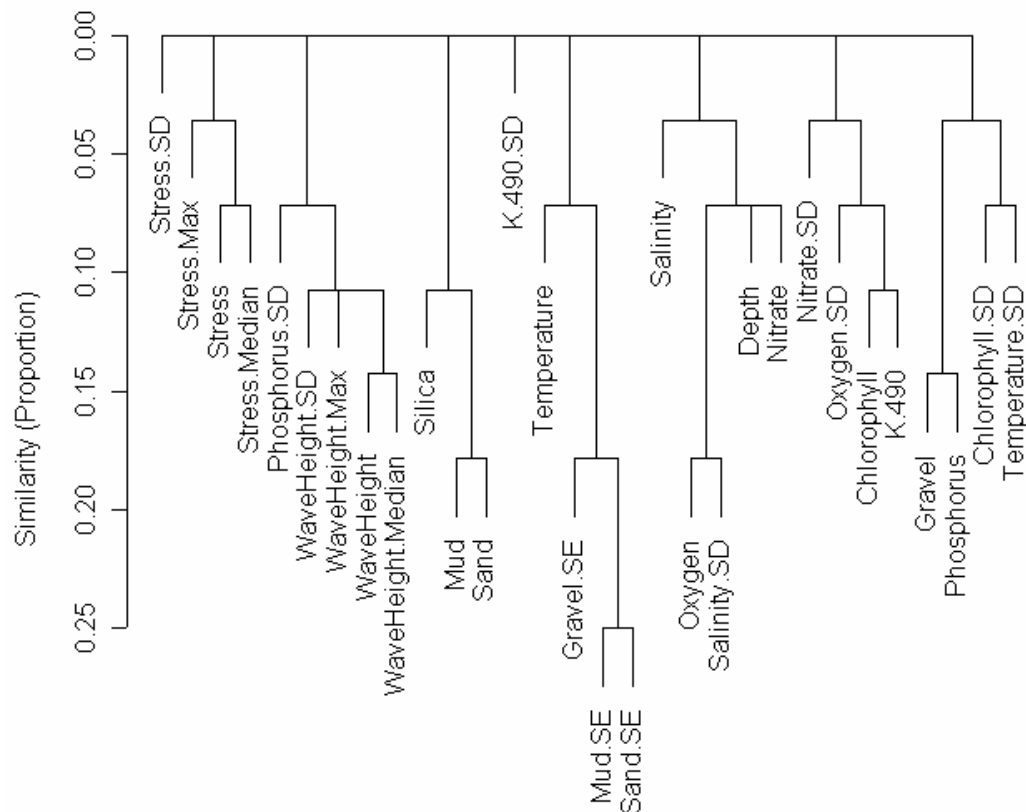 Similarity (Proportion)
0.00
0.05
0.10
0.15
0.20
0.25
Stress.SD
Stress.Max
Stress
Stress.Median
Phosphorus.SD
WaveHeight.SD
WaveHeight.Max
WaveHeight
WaveHeight.Median
Silica
Mud
Sand
K.490.SD
Temperature
Gravel.SE
Mud.SE
Sand.SE
Salinity
Oxygen
Salinity.SD
Depth
Nitrate
Nitrate.SD
Oxygen.SD
Chlorophyll
K.490
Gravel
Phosphorus
Chlorophyll.SD
Temperature.SD